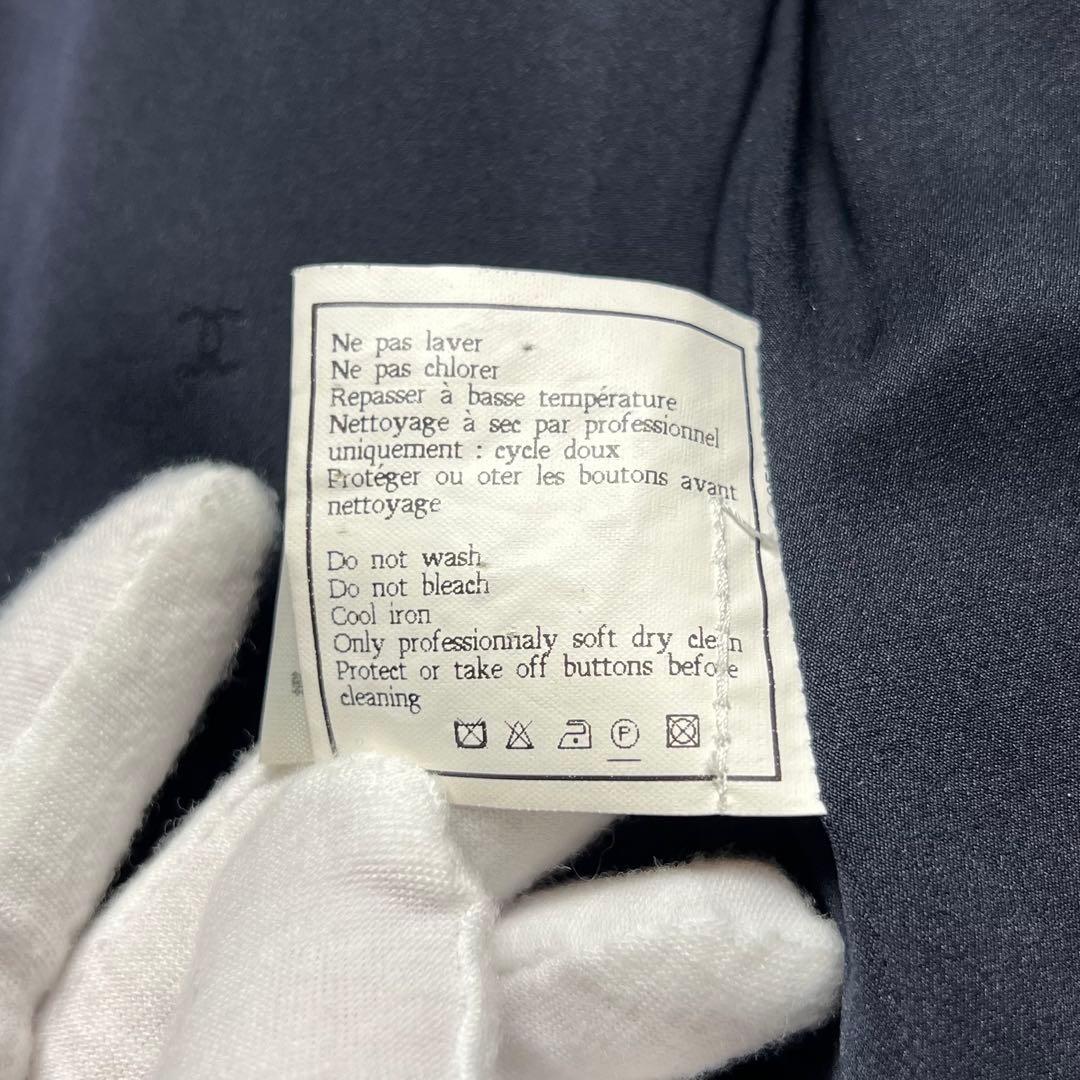 Ne pas laver
Ne pas chlorer
Repasser à basse température
Nettoyage à sec par professionnel
uniquement : cycle doux
Protéger ou oter les boutons avant
nettoyage
Do not wash
Do not bleach
Cool iron
Only professionnaly soft dry clean
Protect or take off buttons before
cleaning
P